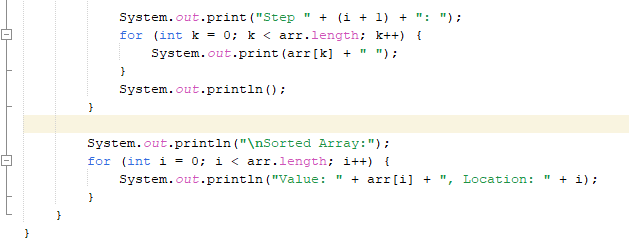 System.out.print("Step " + (i + 1) + ": ");
for (int k = 0; k < arr.length; k++) {
System.out.print(arr[k] + " ");
}
System.out.println();
}
System.out.println("\nSorted Array:");
for (int i = 0; i < arr.length; i++) {
System.out.println("Value: " + arr[i] + ", Location: " + i);
}
}
}